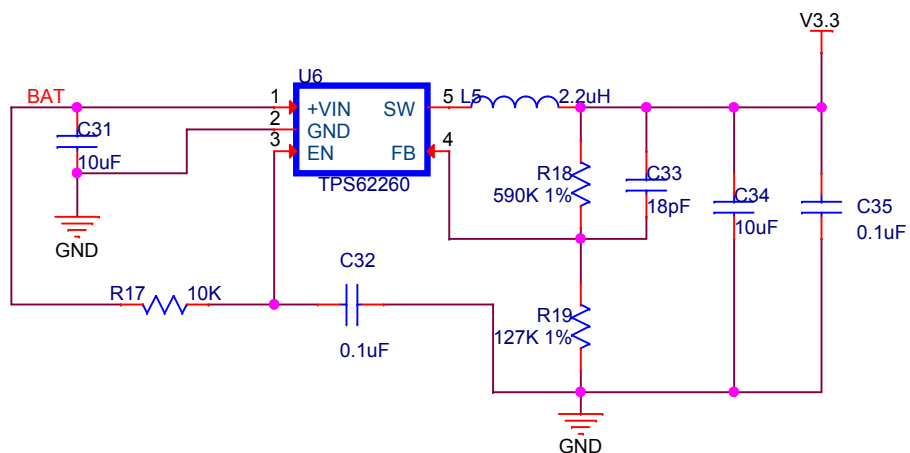 V3.3
U6
BAT
1
+VIN
SW
5
L5
2.2uH
2
GND
3
EN
FB
4
C31
10uF
TPS62260
R18
590K 1%
C33
18pF
C34
10uF
C35
0.1uF
GND
C32
R17
10K
0.1uF
R19
127K 1%
GND